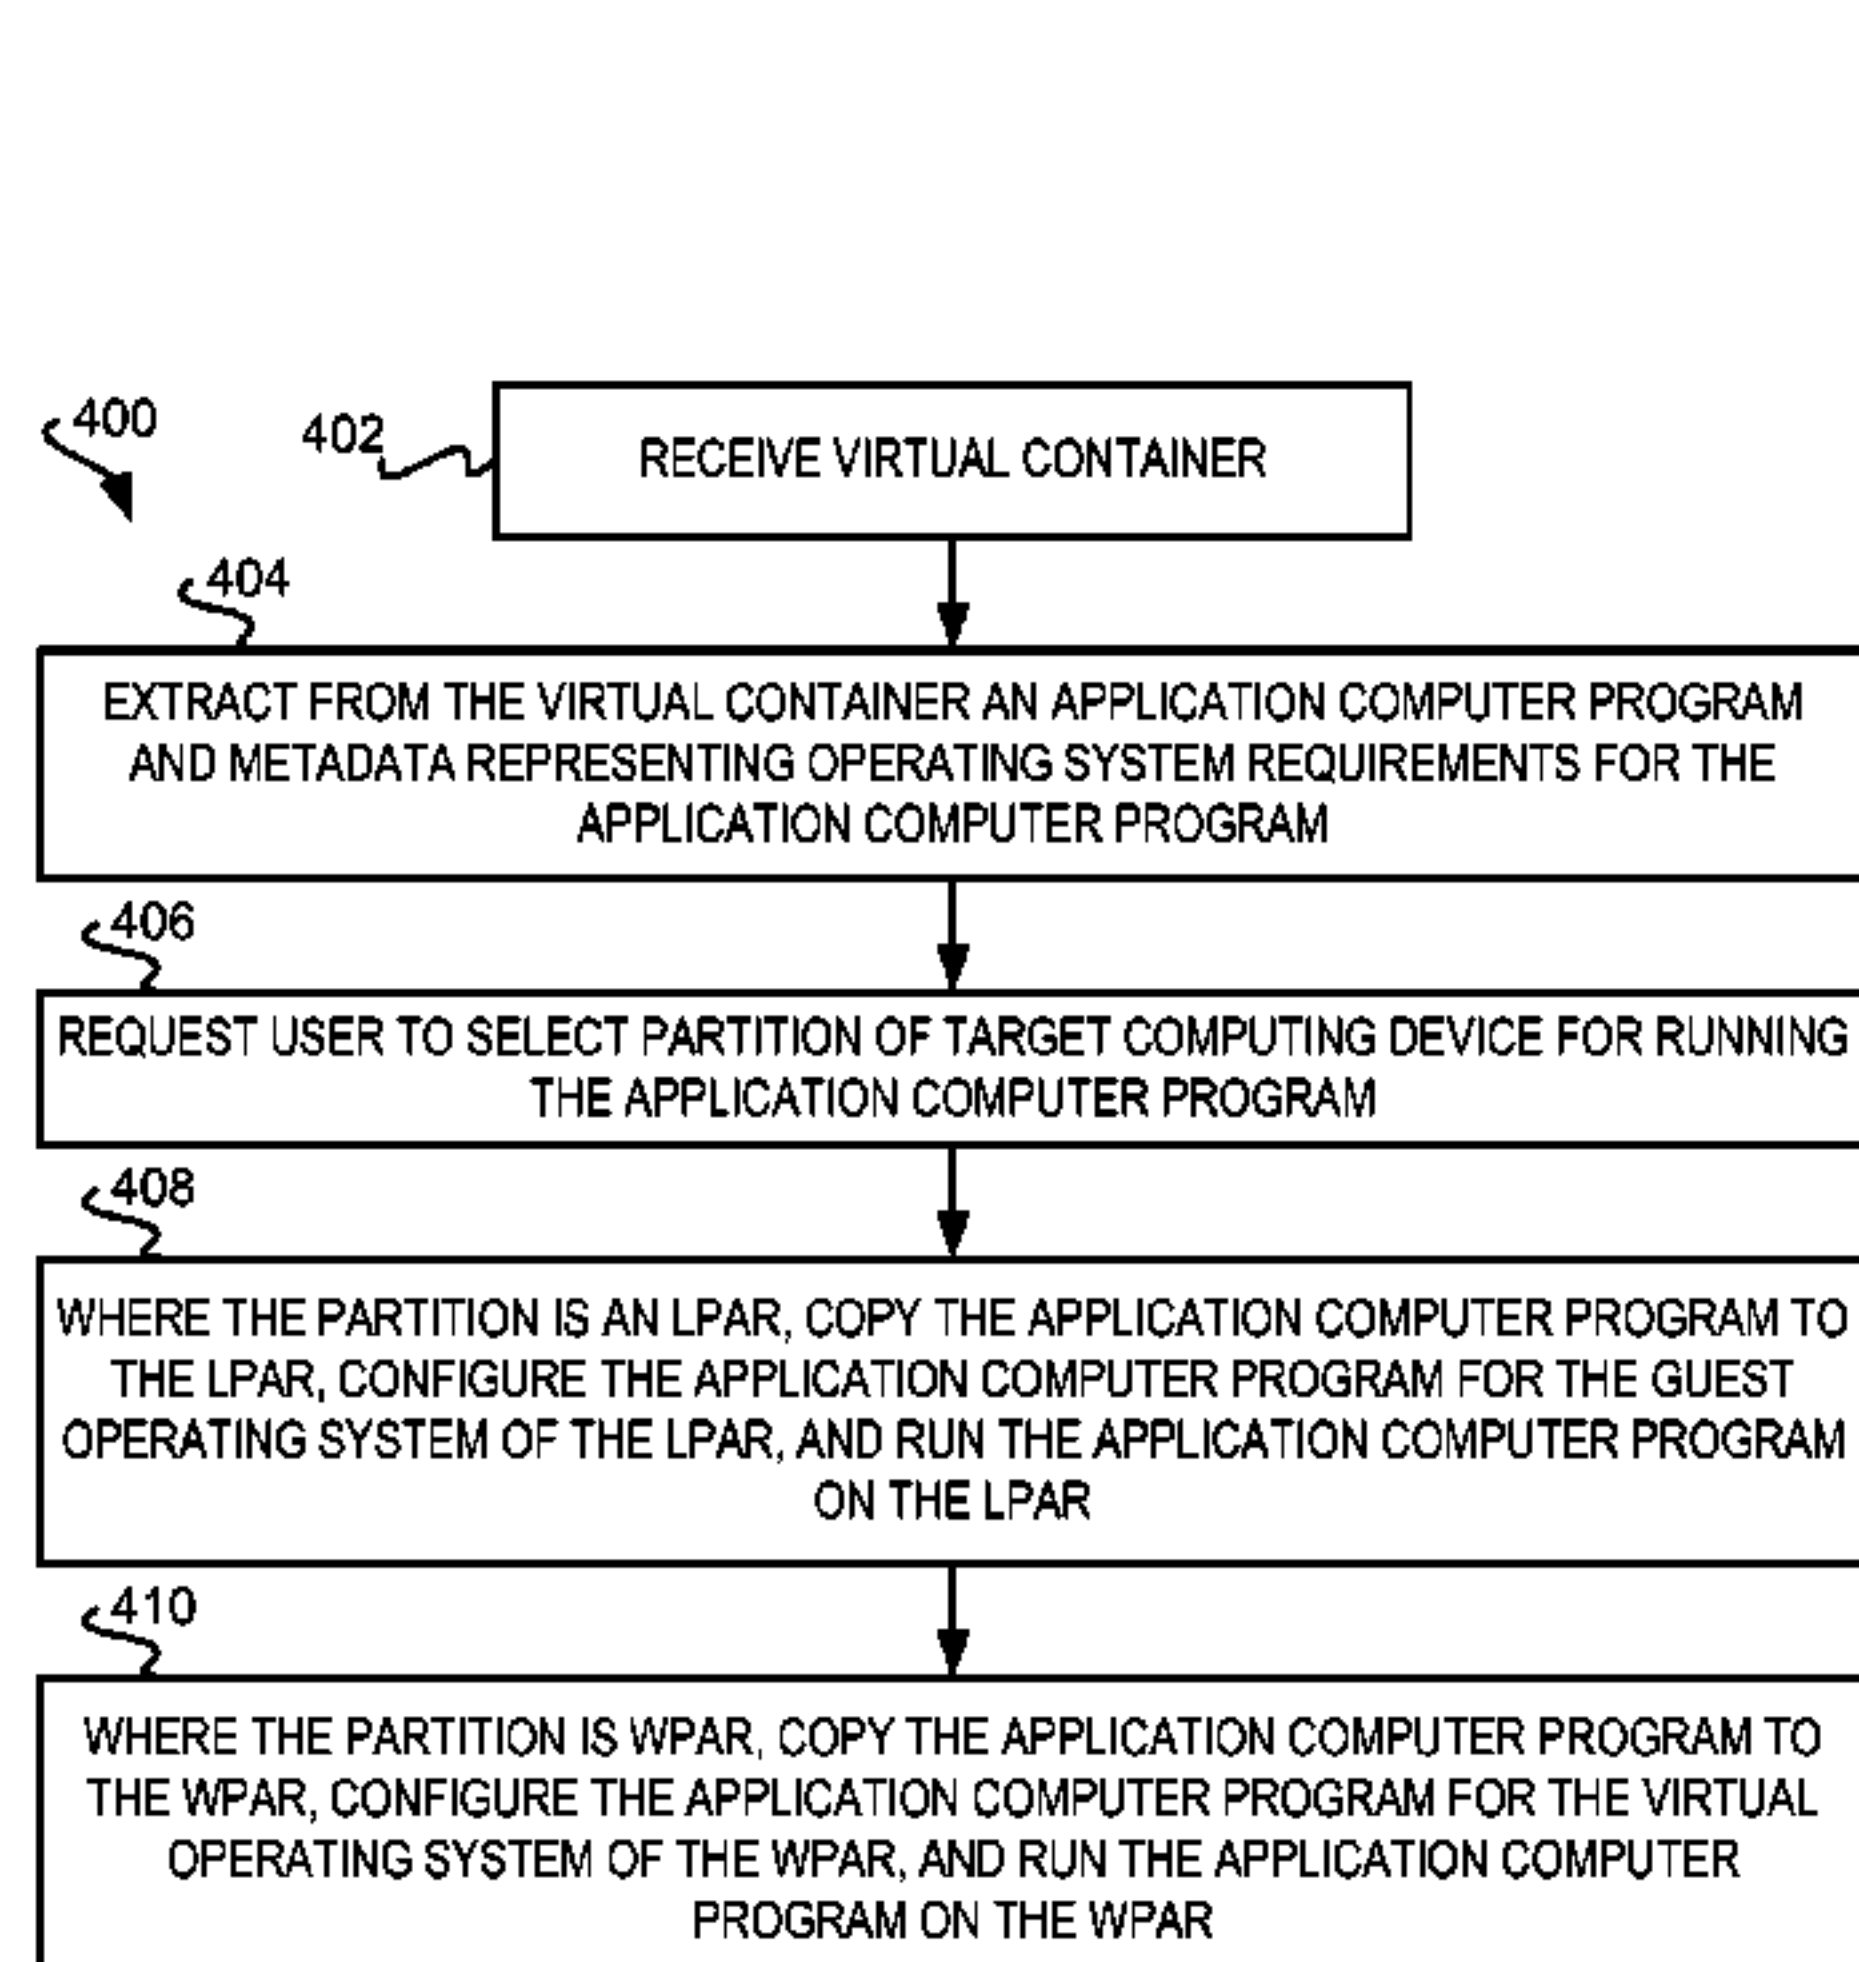 400
402
RECEIVE VIRTUAL CONTAINER
404
EXTRACT FROM THE VIRTUAL CONTAINER AN APPLICATION COMPUTER PROGRAM
AND METADATA REPRESENTING OPERATING SYSTEM REQUIREMENTS FOR THE
APPLICATION COMPUTER PROGRAM
406
REQUEST USER TO SELECT PARTITION OF TARGET COMPUTING DEVICE FOR RUNNING
THE APPLICATION COMPUTER PROGRAM
408
WHERE THE PARTITION IS AN LPAR, COPY THE APPLICATION COMPUTER PROGRAM TO
THE LPAR, CONFIGURE THE APPLICATION COMPUTER PROGRAM FOR THE GUEST
OPERATING SYSTEM OF THE LPAR, AND RUN THE APPLICATION COMPUTER PROGRAM
ON THE LPAR
410
WHERE THE PARTITION IS WPAR, COPY THE APPLICATION COMPUTER PROGRAM TO
THE WPAR, CONFIGURE THE APPLICATION COMPUTER PROGRAM FOR THE VIRTUAL
OPERATING SYSTEM OF THE WPAR, AND RUN THE APPLICATION COMPUTER
PROGRAM ON THE WPAR